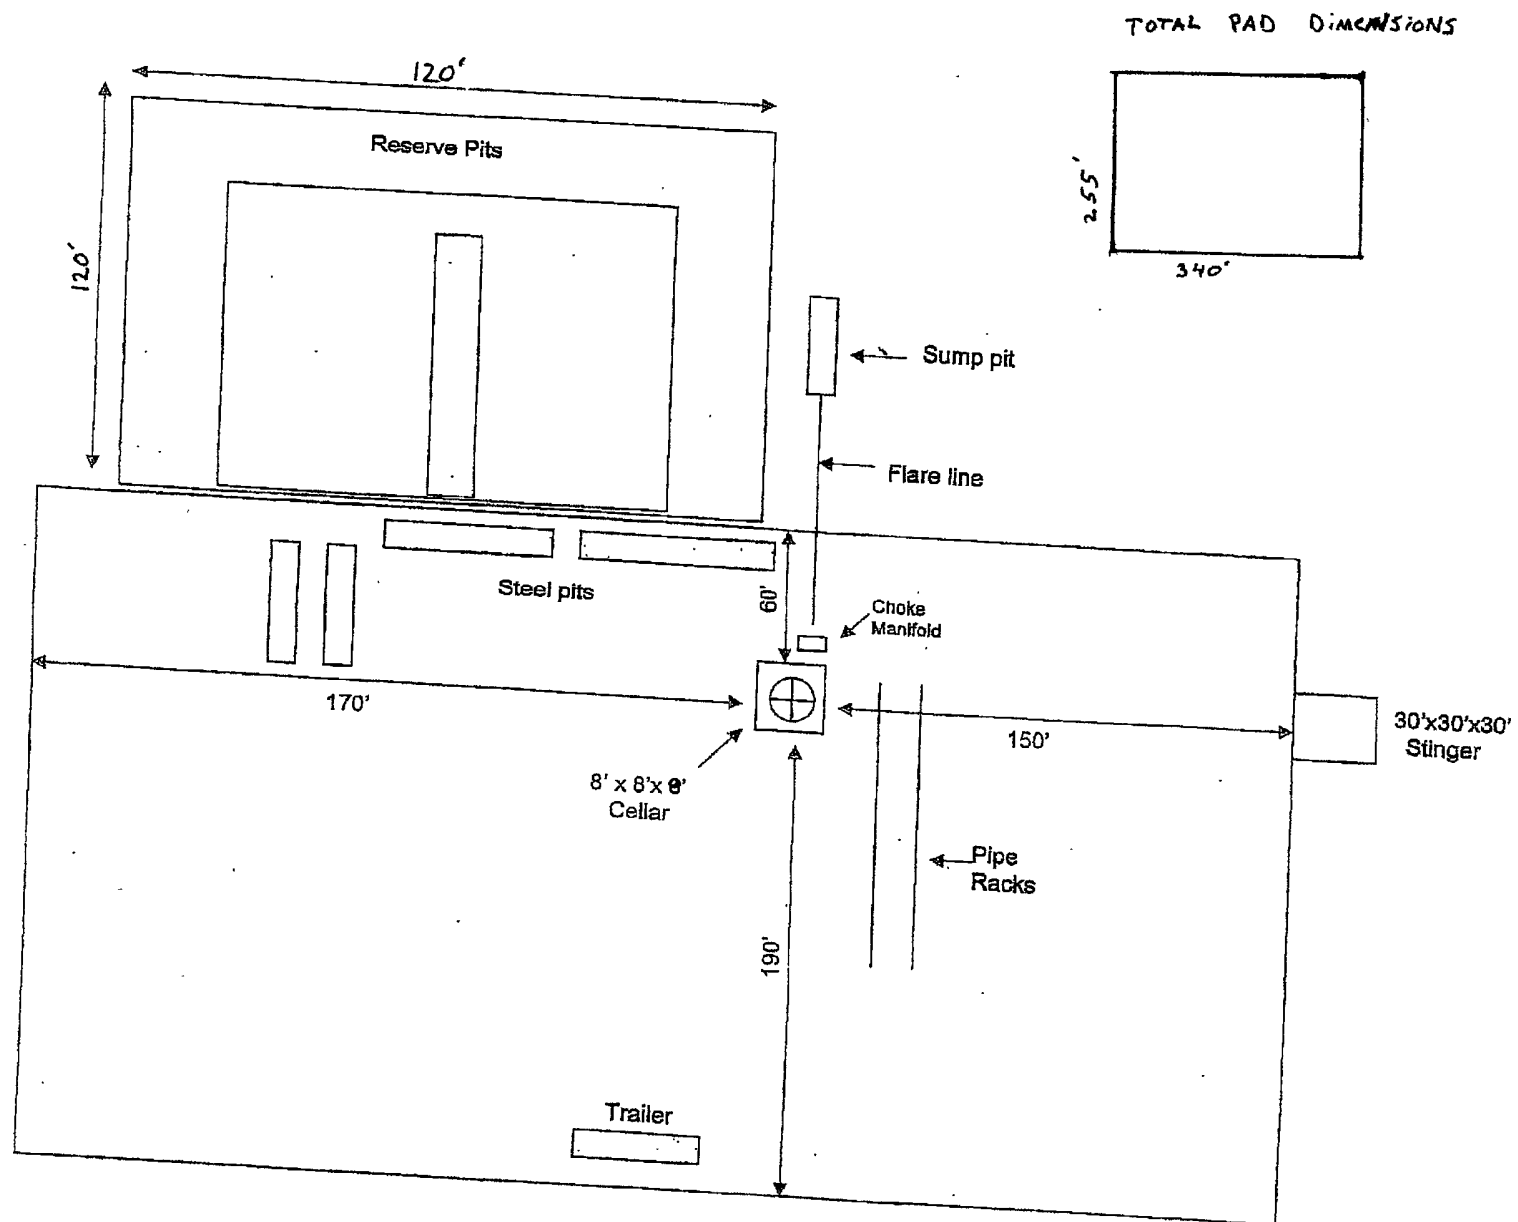 TOTAL PAD DIMENSIONS
120'
Reserve Pits
120'
255'
340'
Sump pit
Flare line
Steel pits
60'
Choke
Manifold
170'
150'
30'x30'x30'
Stinger
8' x 8'x 8'
Cellar
Pipe
Racks
190'
Trailer